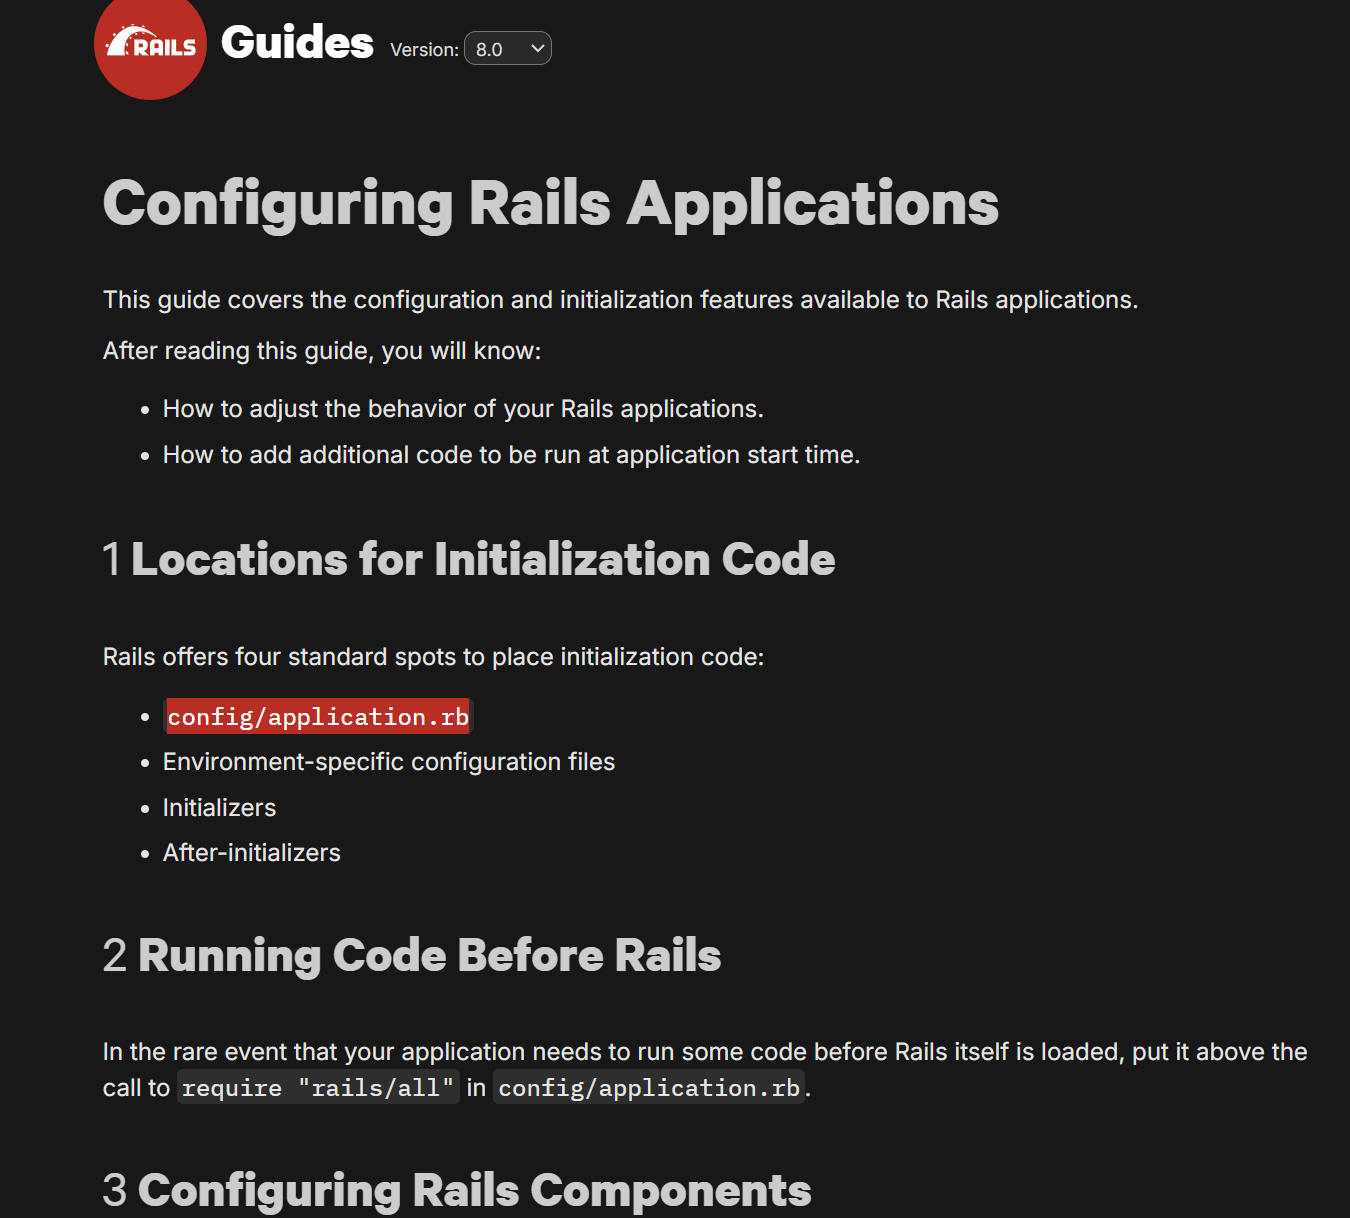 RAILS Guides Version: 8.0
Configuring Rails Applications
This guide covers the configuration and initialization features available to Rails applications.
After reading this guide, you will know:
• How to adjust the behavior of your Rails applications.
• How to add additional code to be run at application start time.
1 Locations for Initialization Code
Rails offers four standard spots to place initialization code:
• config/application.rb
• Environment-specific configuration files
• Initializers
• After-initializers
2 Running Code Before Rails
In the rare event that your application needs to run some code before Rails itself is loaded, put it above the
call to require "rails/all" in config/application.rb.
3 Configuring Rails Components